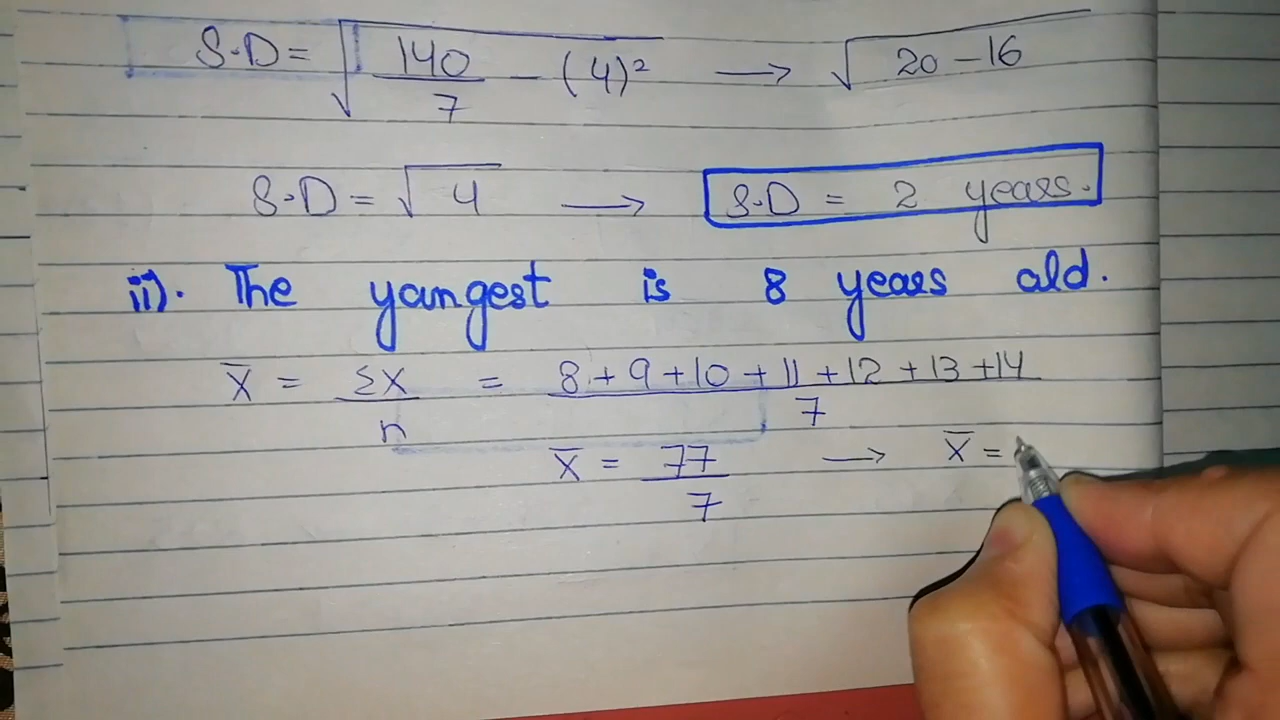 S.D = √140/7 - (4)² → √20-16
S.D = √4 → S.D = 2 years.
ii). The yangest is 8 years ald.
X̄ = ΣX/n = 8+9+10+11+12+13+14/7
X̄ = 77/7 → X̄ =